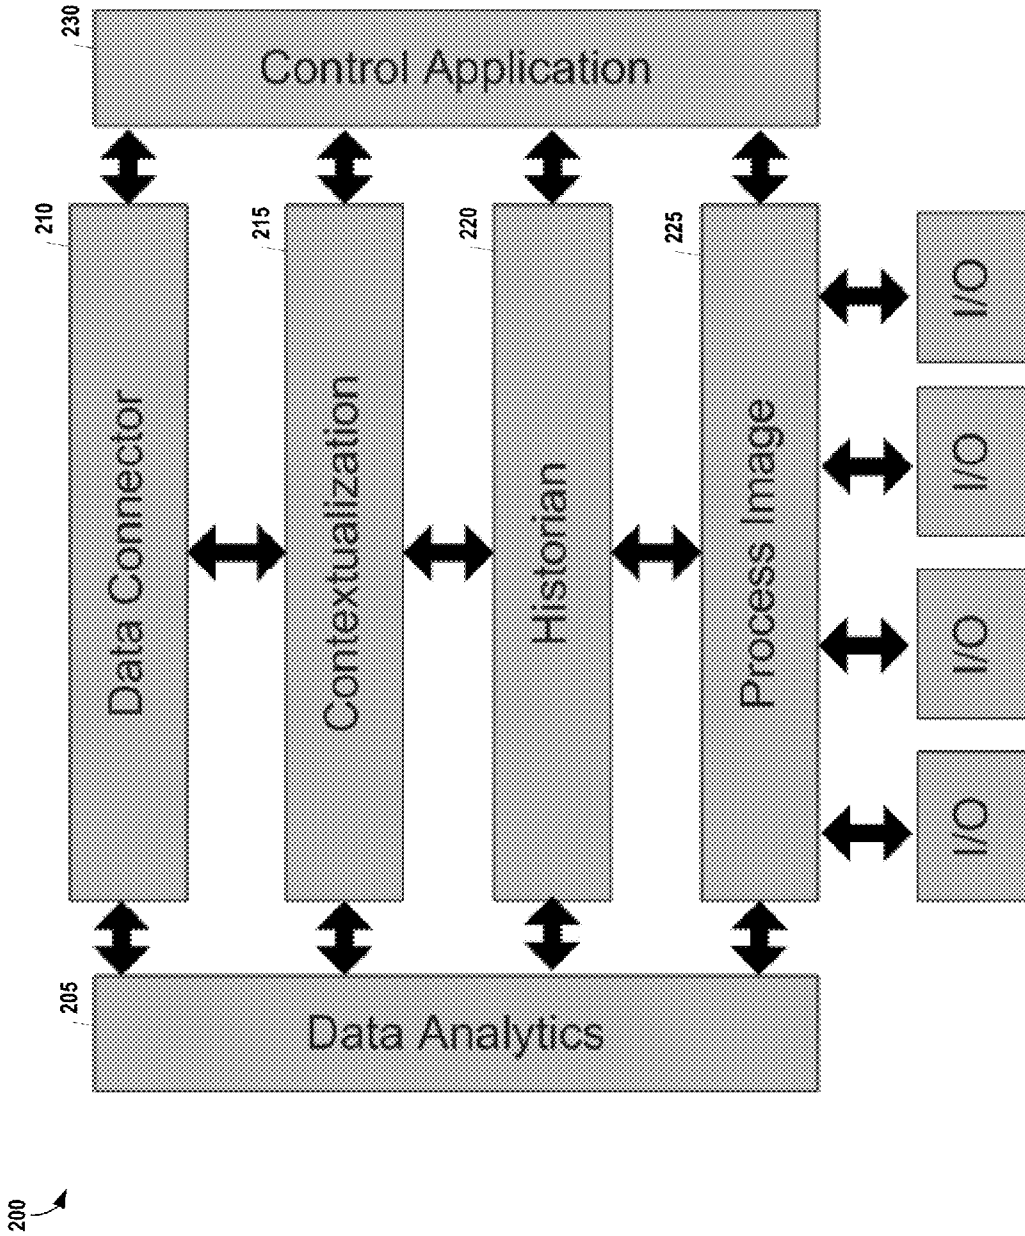 230
Control Application
210
215
220
225
Data Connector
Contextualization
Historian
Process Image
I/O
I/O
I/O
I/O
205
Data Analytics
200